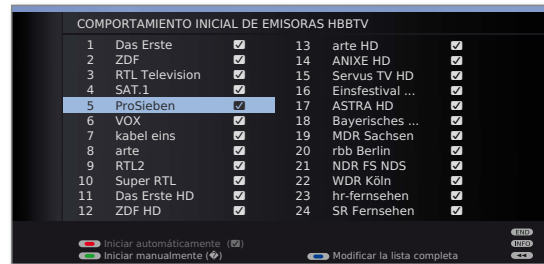 COMPORTAMIENTO INICIAL DE EMISORAS HBBTV
1 Das Erste ☑
2 ZDF ☑
3 RTL Television ☑
4 SAT.1 ☑
5 ProSieben ☑
6 VOX ☑
7 kabel eins ☑
8 arte ☑
9 RTL2 ☑
10 Super RTL ☑
11 Das Erste HD ☑
12 ZDF HD ☑
13 arte HD ☑
14 ANIXE HD ☑
15 Servus TV HD ☑
16 Einsfestival ... ☑
17 ASTRA HD ☑
18 Bayerisches ... ☑
19 MDR Sachsen ☑
20 rbb Berlin ☑
21 NDR FS NDS ☑
22 WDR Köln ☑
23 hr-fernsehen ☑
24 SR Fernsehen ☑
Iniciar automáticamente (☑)
Iniciar manualmente (�)
Modificar la lista completa
END
INFO